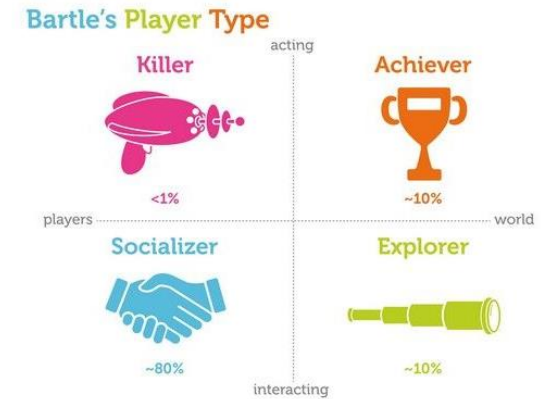 Bartle's Player Type
acting
Killer
Achiever
<1%
~10%
players
world
Socializer
Explorer
~80%
~10%
interacting